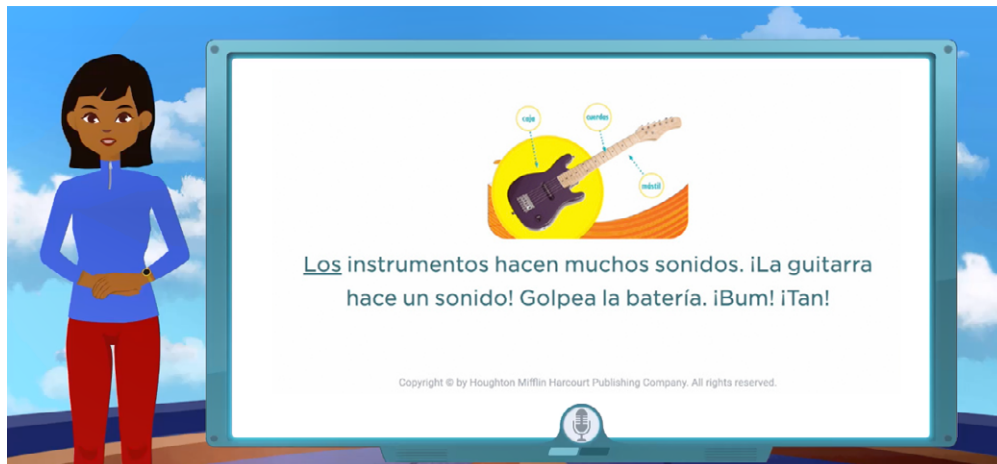 caja
cuerdas
mástil
Los instrumentos hacen muchos sonidos. ¡La guitarra
hace un sonido! Golpea la batería. ¡Bum! ¡Tan!
Copyright © by Houghton Mifflin Harcourt Publishing Company. All rights reserved.